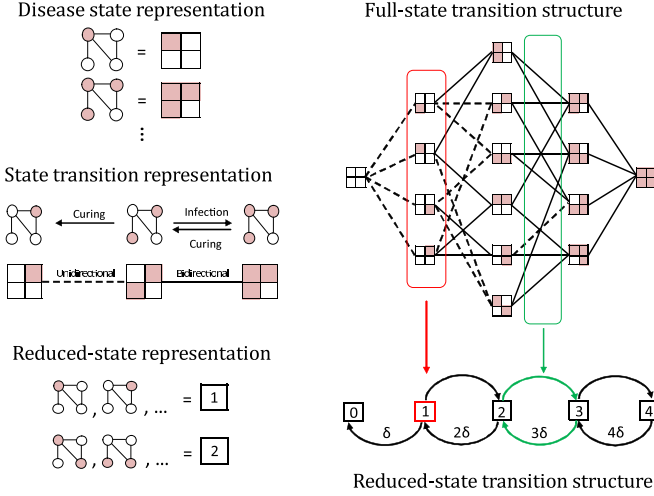 Disease state representation
=
=
⋮
State transition representation
Curing
Infection
Curing
Unidirectional
Bidirectional
Reduced-state representation
, , ... = 1
, , ... = 2
Full-state transition structure
0 1 2 3 4
δ 2δ 3δ 4δ
Reduced-state transition structure